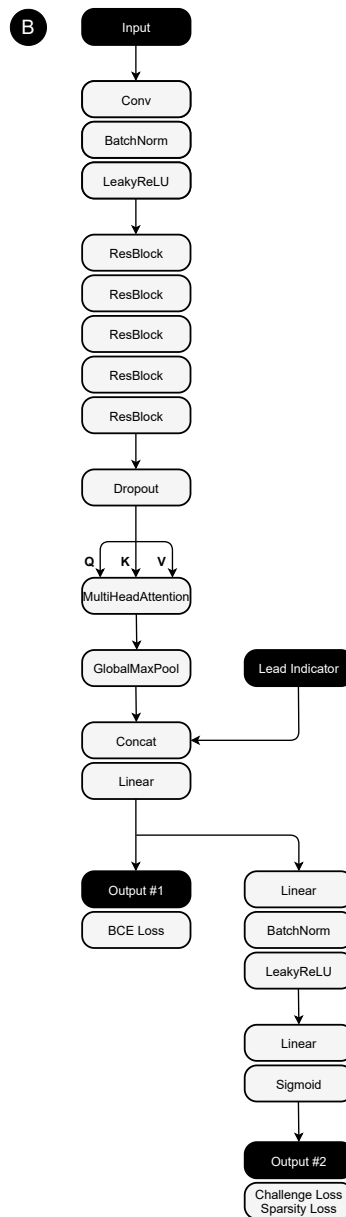 B
Input
Conv
BatchNorm
LeakyReLU
ResBlock
ResBlock
ResBlock
ResBlock
ResBlock
Dropout
Q K V
MultiHeadAttention
GlobalMaxPool
Lead Indicator
Concat
Linear
Output #1
BCE Loss
Linear
BatchNorm
LeakyReLU
Linear
Sigmoid
Output #2
Challenge Loss
Sparsity Loss